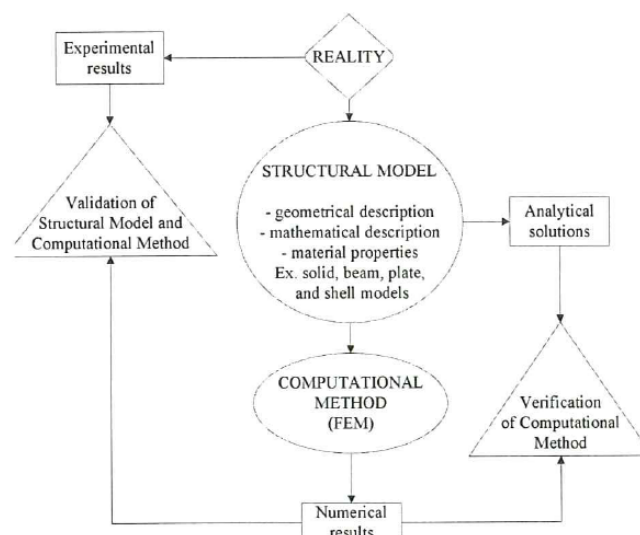 REALITY
Experimental
results
STRUCTURAL MODEL
- geometrical description
- mathematical description
- material properties
Ex. solid, beam, plate,
and shell models
Validation of
Structural Model and
Computational Method
Analytical
solutions
COMPUTATIONAL
METHOD
(FEM)
Verification
of Computational
Method
Numerical
results